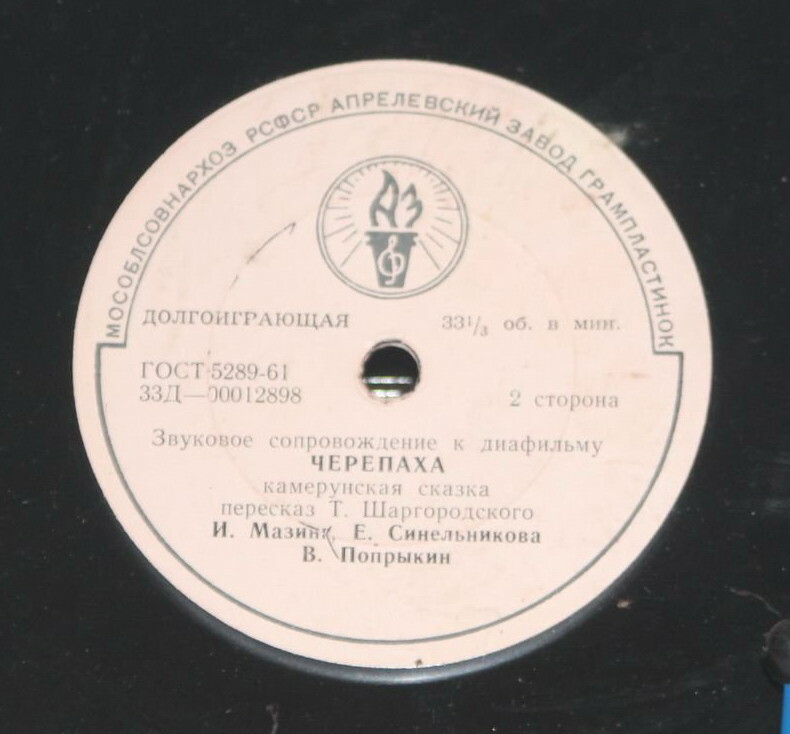 МОСОБЛСОВНАРХОЗ РСФСР АПРЕЛЕВСКИЙ ЗАВОД ГРАМПЛАСТИНОК
АЗ
ДОЛГОИГРАЮЩАЯ 33⅓ об. в мин.
ГОСТ 5289-61
33Д—00012898 2 сторона
Звуковое сопровождение к диафильму
ЧЕРЕПАХА
камерунская сказка
пересказ Т. Шаргородского
И. Мазинг, Е. Синельникова
В. Попрыкин